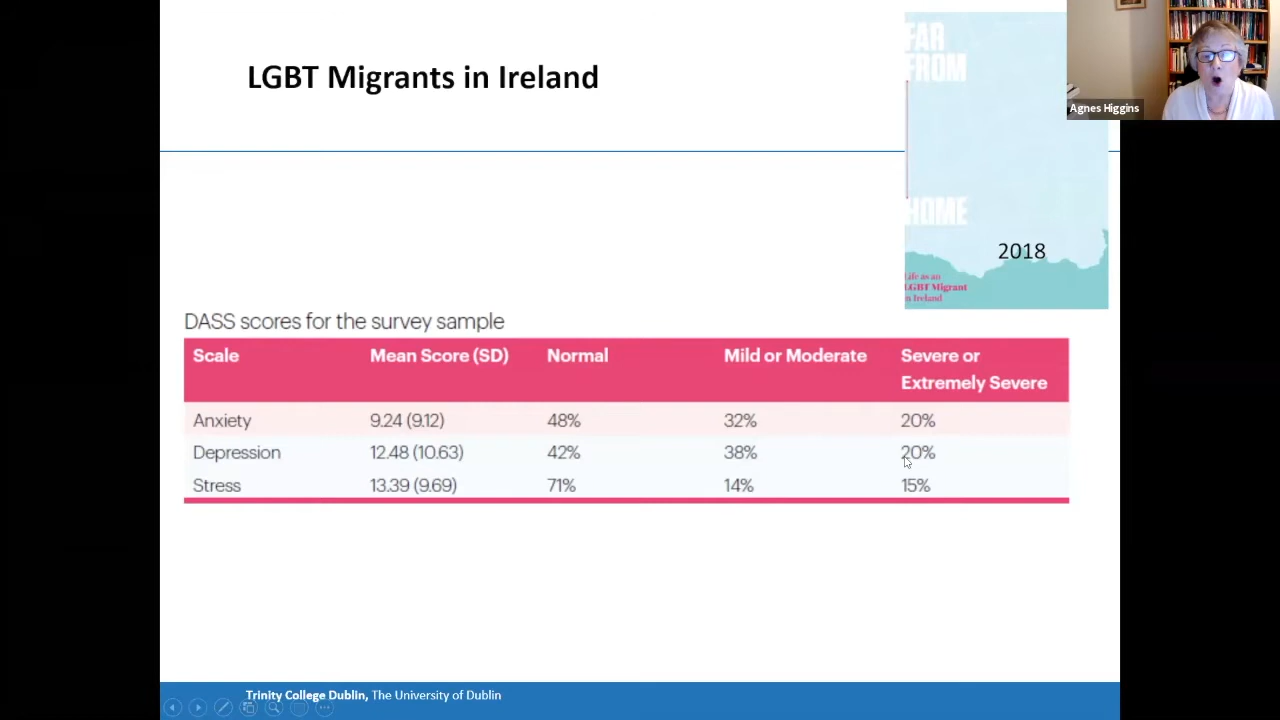 LGBT Migrants in Ireland
FAR
FROM
HOME
2018
Life as an
LGBT Migrant
in Ireland
Agnes Higgins
DASS scores for the survey sample
Scale Mean Score (SD) Normal Mild or Moderate Severe or
Extremely Severe
Anxiety 9.24 (9.12) 48% 32% 20%
Depression 12.48 (10.63) 42% 38% 20%
Stress 13.39 (9.69) 71% 14% 15%
Trinity College Dublin, The University of Dublin